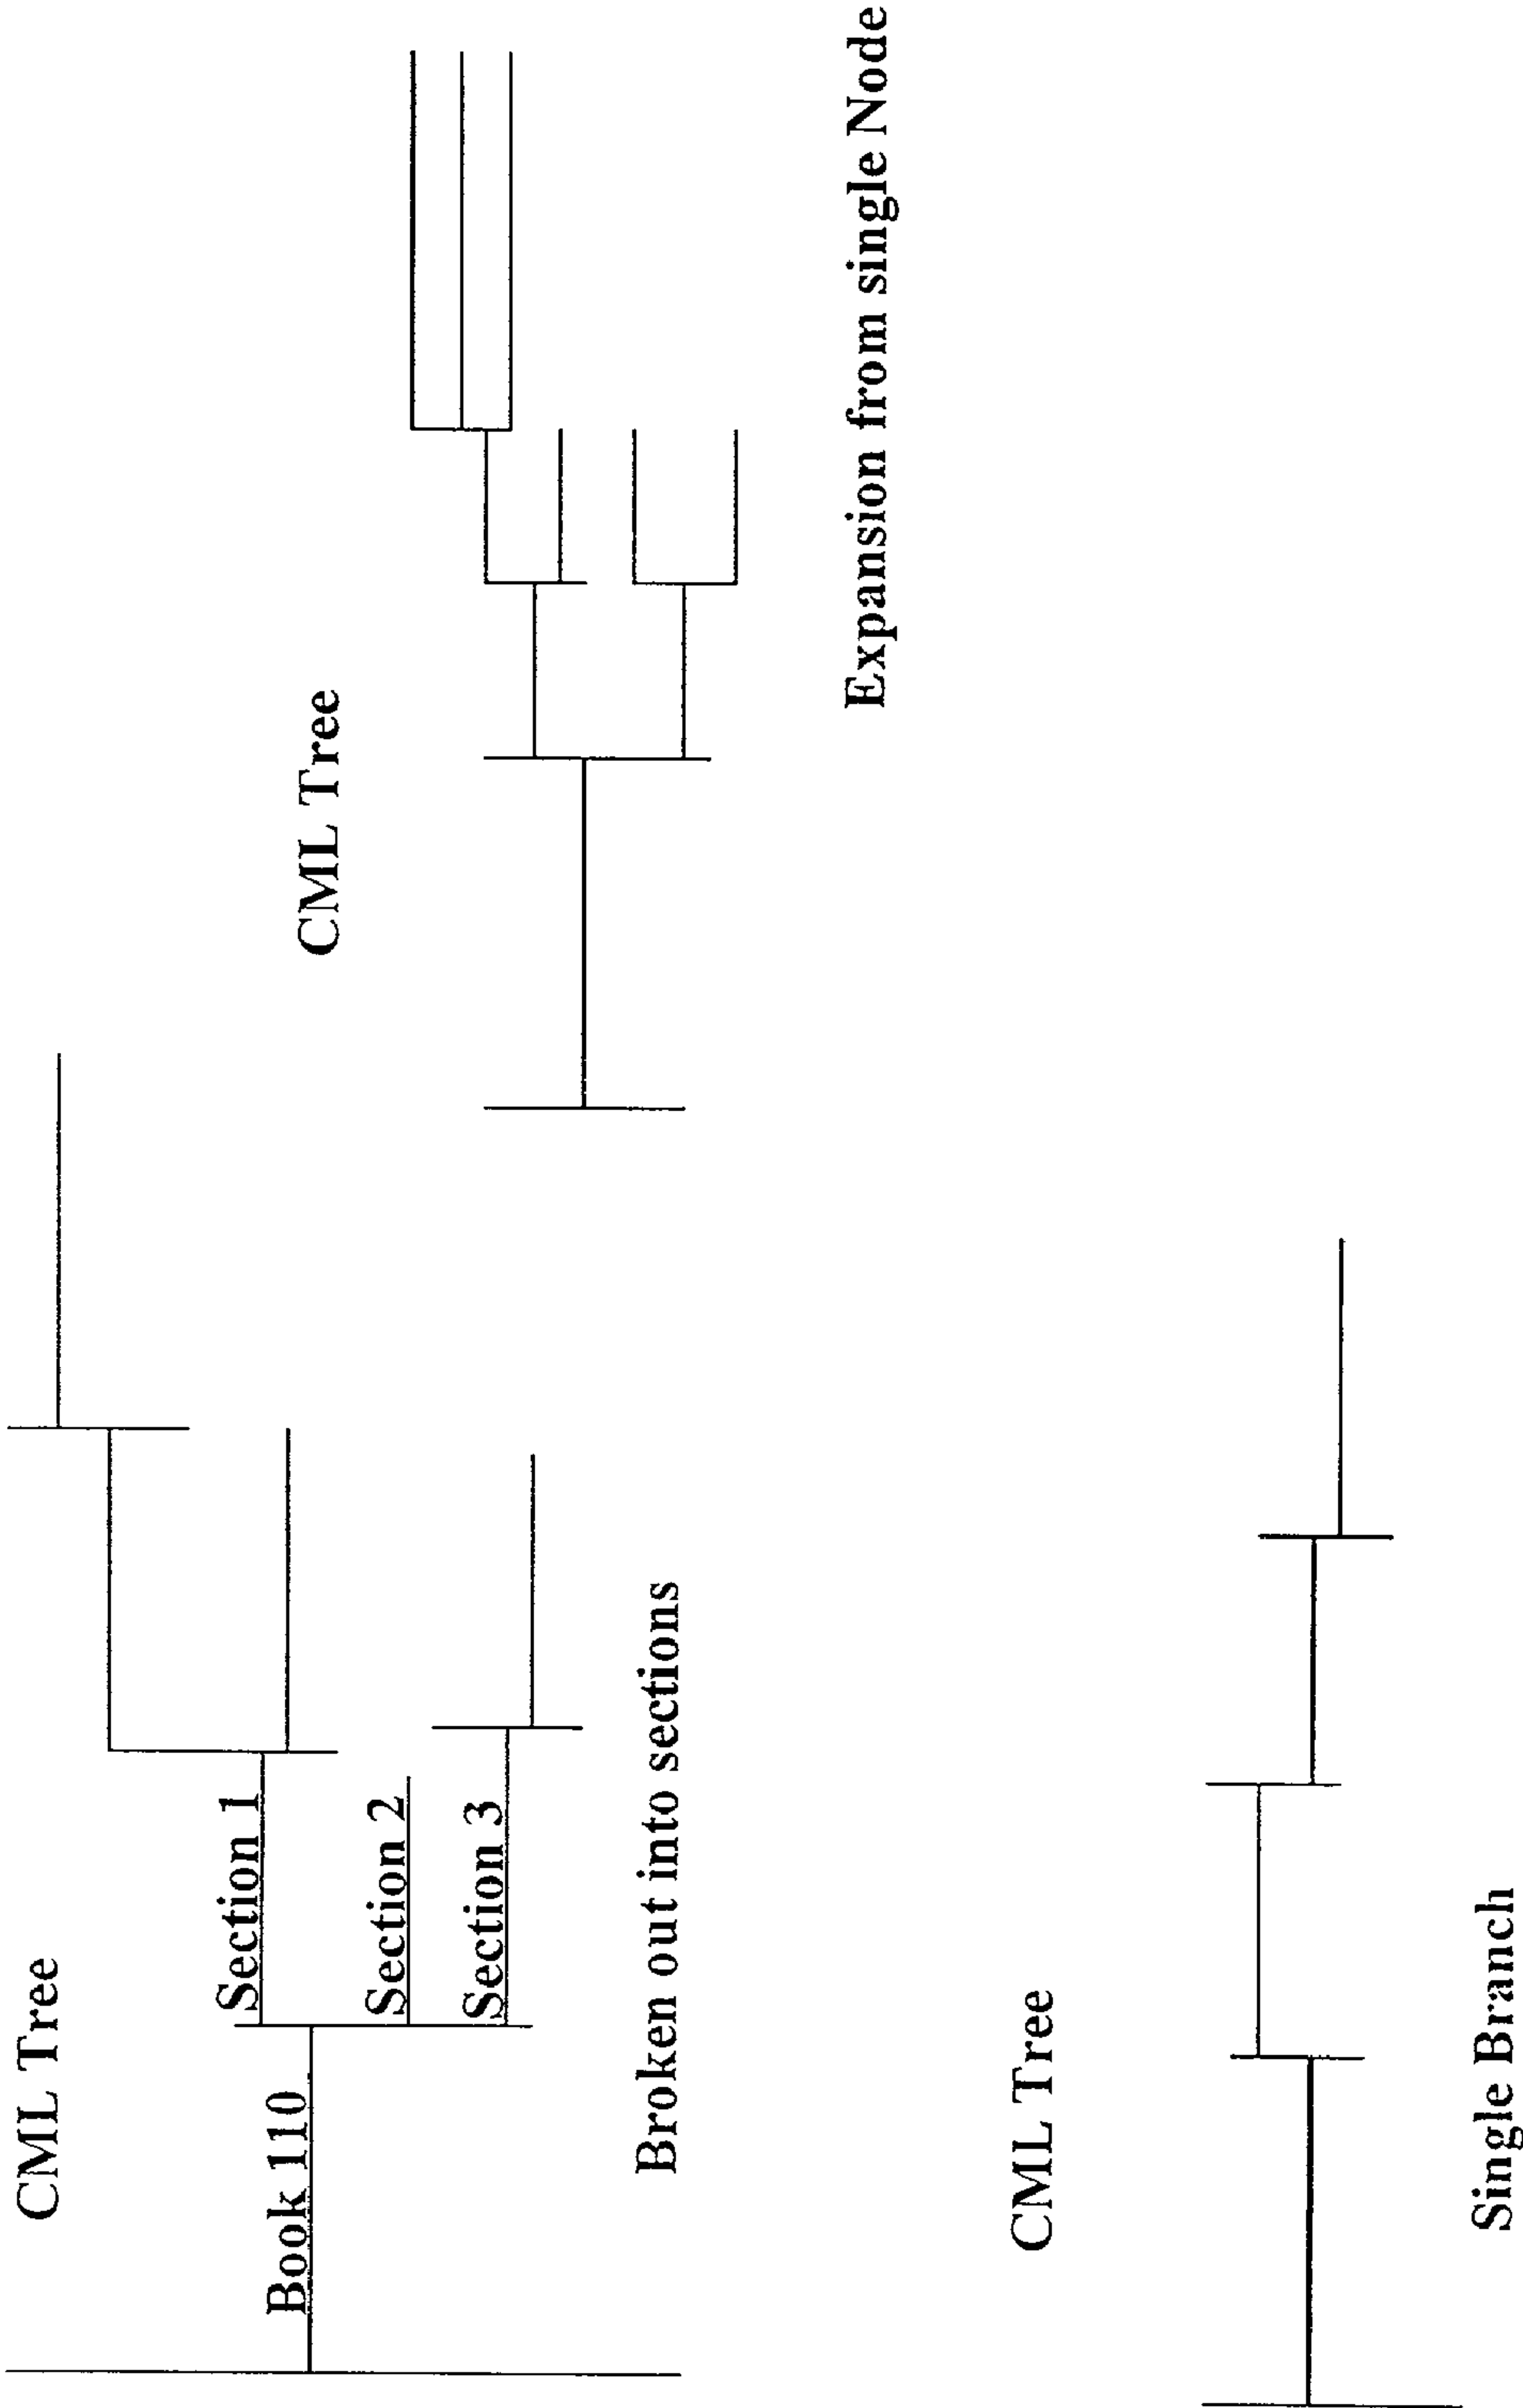 CML Tree
Section 1
Book 110
Section 2
Section 3
Broken out into sections
CML Tree
Expansion from single Node
CML Tree
Single Branch